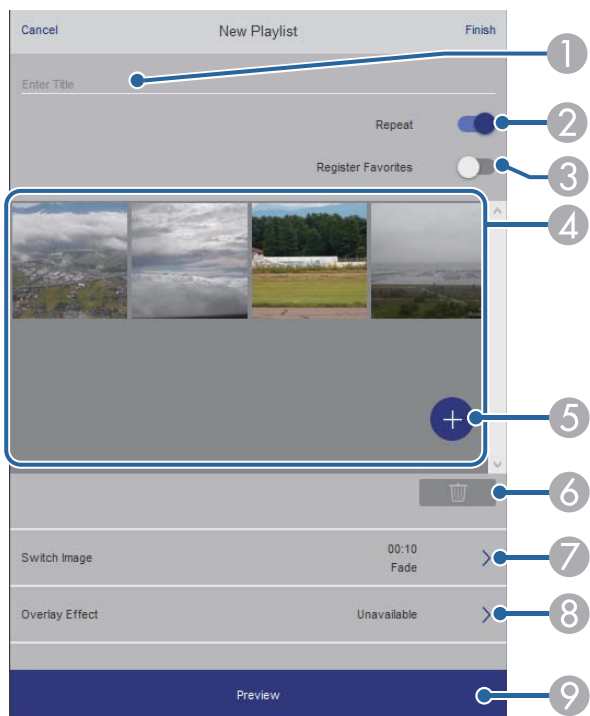 Cancel New Playlist Finish
1
Enter Title
Repeat 2
Register Favorites 3
4
+ 5
6
Switch Image 00:10 7
Fade
Overlay Effect Unavailable 8
Preview 9